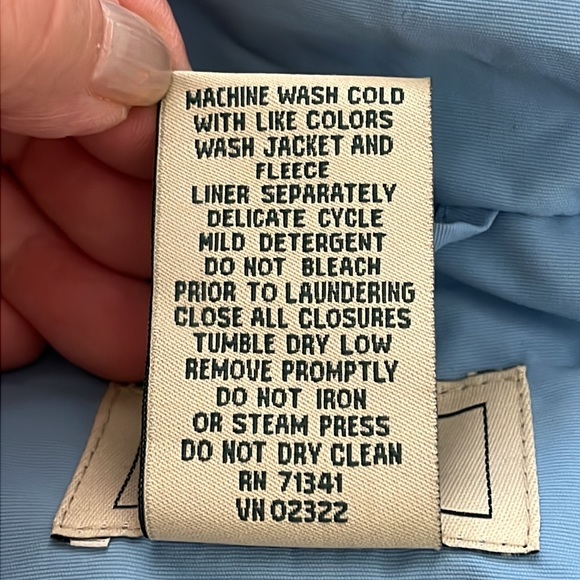 MACHINE WASH COLD
WITH LIKE COLORS
WASH JACKET AND
FLEECE
LINER SEPARATELY
DELICATE CYCLE
MILD DETERGENT
DO NOT BLEACH
PRIOR TO LAUNDERING
CLOSE ALL CLOSURES
TUMBLE DRY LOW
REMOVE PROMPTLY
DO NOT IRON
OR STEAM PRESS
DO NOT DRY CLEAN
RN 71341
VN 02322